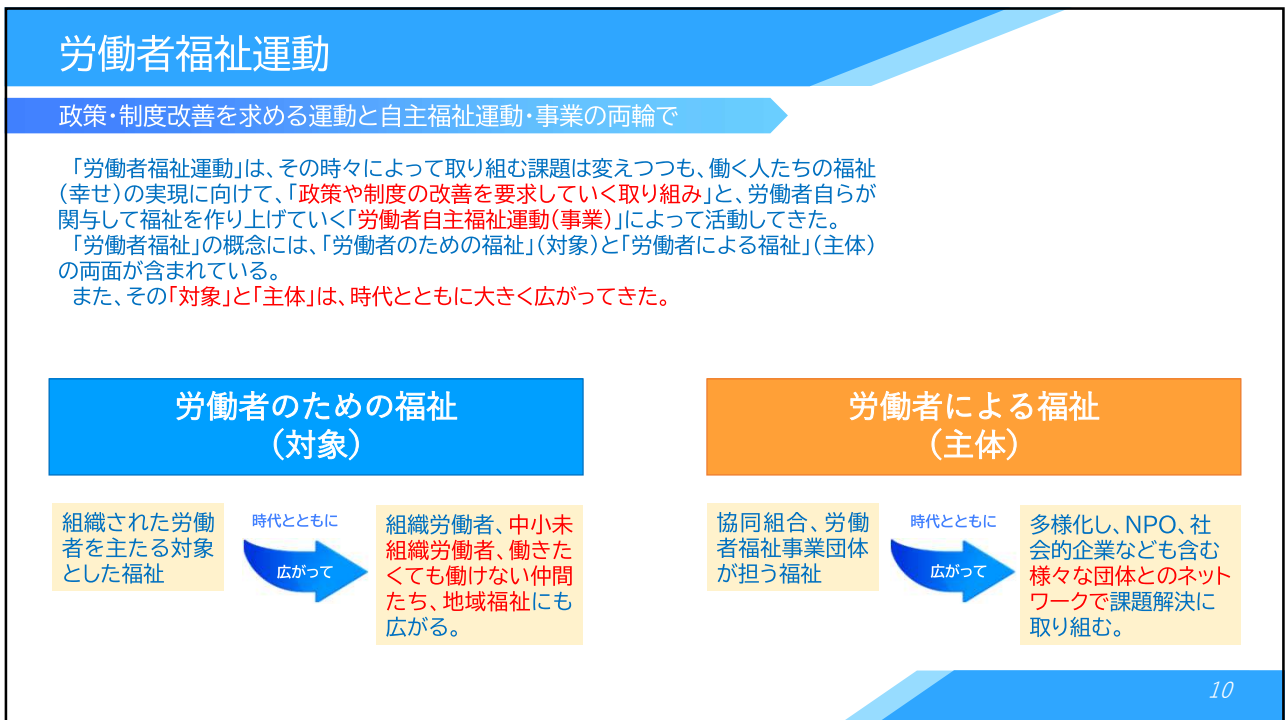 労働者福祉運動
政策・制度改善を求める運動と自主福祉運動・事業の両輪で
「労働者福祉運動」は、その時々によって取り組む課題は変えつつも、働く人たちの福祉
(幸せ)の実現に向けて、「政策や制度の改善を要求していく取り組み」と、労働者自らが
関与して福祉を作り上げていく「労働者自主福祉運動(事業)」によって活動してきた。
「労働者福祉」の概念には、「労働者のための福祉」(対象)と「労働者による福祉」(主体)
の両面が含まれている。
また、その「対象」と「主体」は、時代とともに大きく広がってきた。
労働者のための福祉
(対象)
組織された労働
者を主たる対象
とした福祉
時代とともに
広がって
組織労働者、中小未
組織労働者、働きた
くても働けない仲間
たち、地域福祉にも
広がる。
労働者による福祉
(主体)
協同組合、労働
者福祉事業団体
が担う福祉
時代とともに
広がって
多様化し、NPO、社
会的企業なども含む
様々な団体とのネット
ワークで課題解決に
取り組む。
10